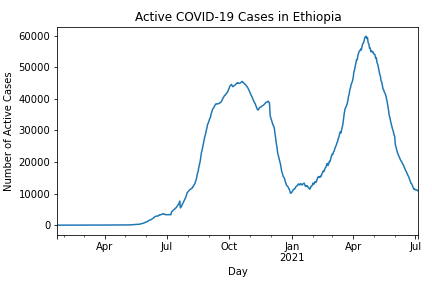 Active COVID-19 Cases in Ethiopia
60000
50000
40000
30000
20000
10000
0
Number of Active Cases
Apr Jul Oct Jan Apr Jul
2021
Day